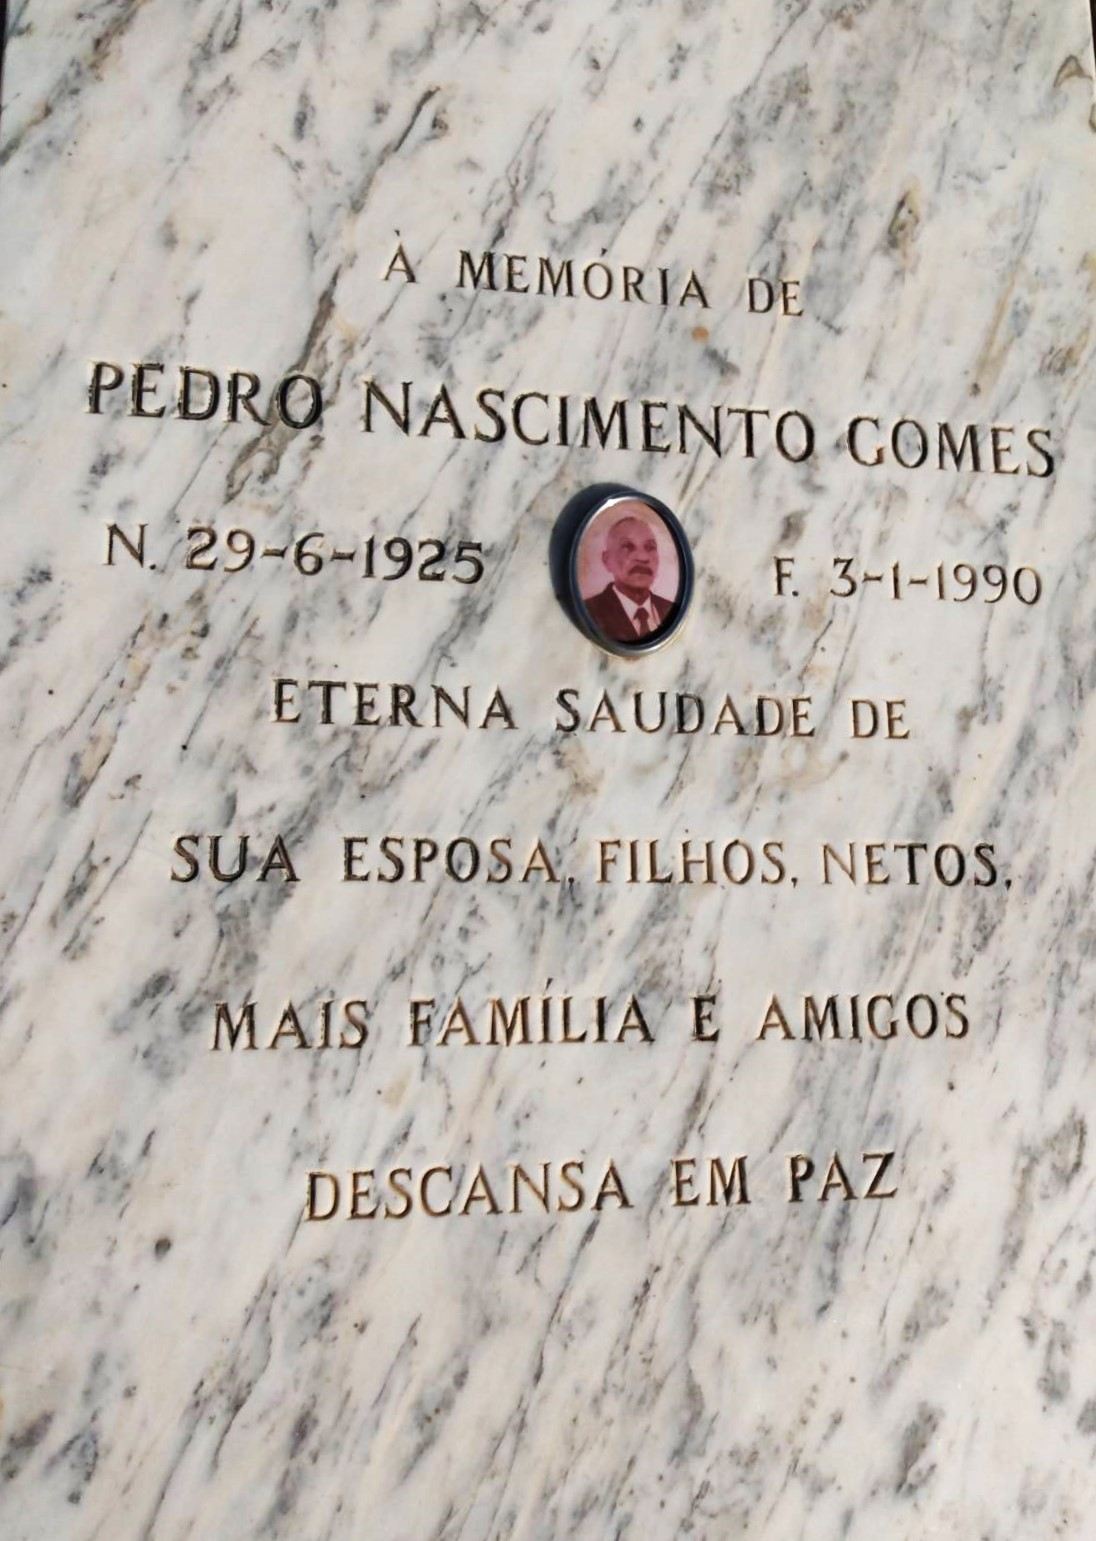 À MEMÓRIA DE
PEDRO NASCIMENTO GOMES
N. 29-6-1925 F. 3-1-1990
ETERNA SAUDADE DE
SUA ESPOSA, FILHOS, NETOS,
MAIS FAMÍLIA E AMIGOS
DESCANSA EM PAZ